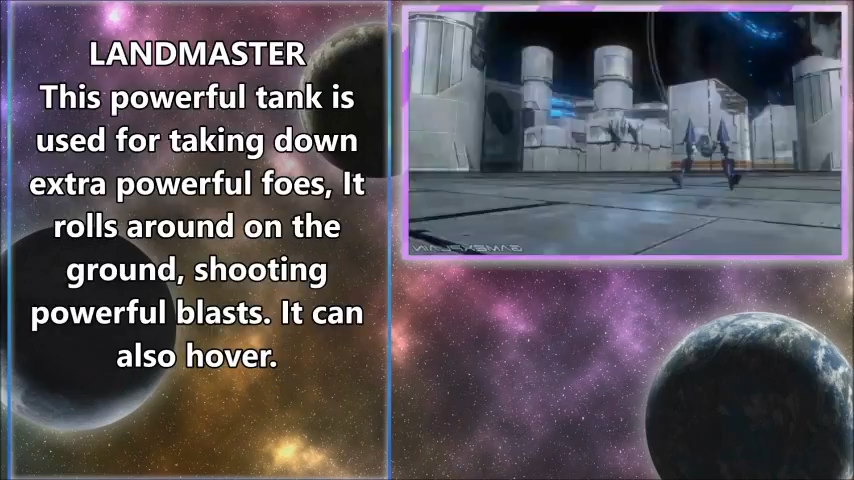 LANDMASTER
This powerful tank is
used for taking down
extra powerful foes, It
rolls around on the
ground, shooting
powerful blasts. It can
also hover.